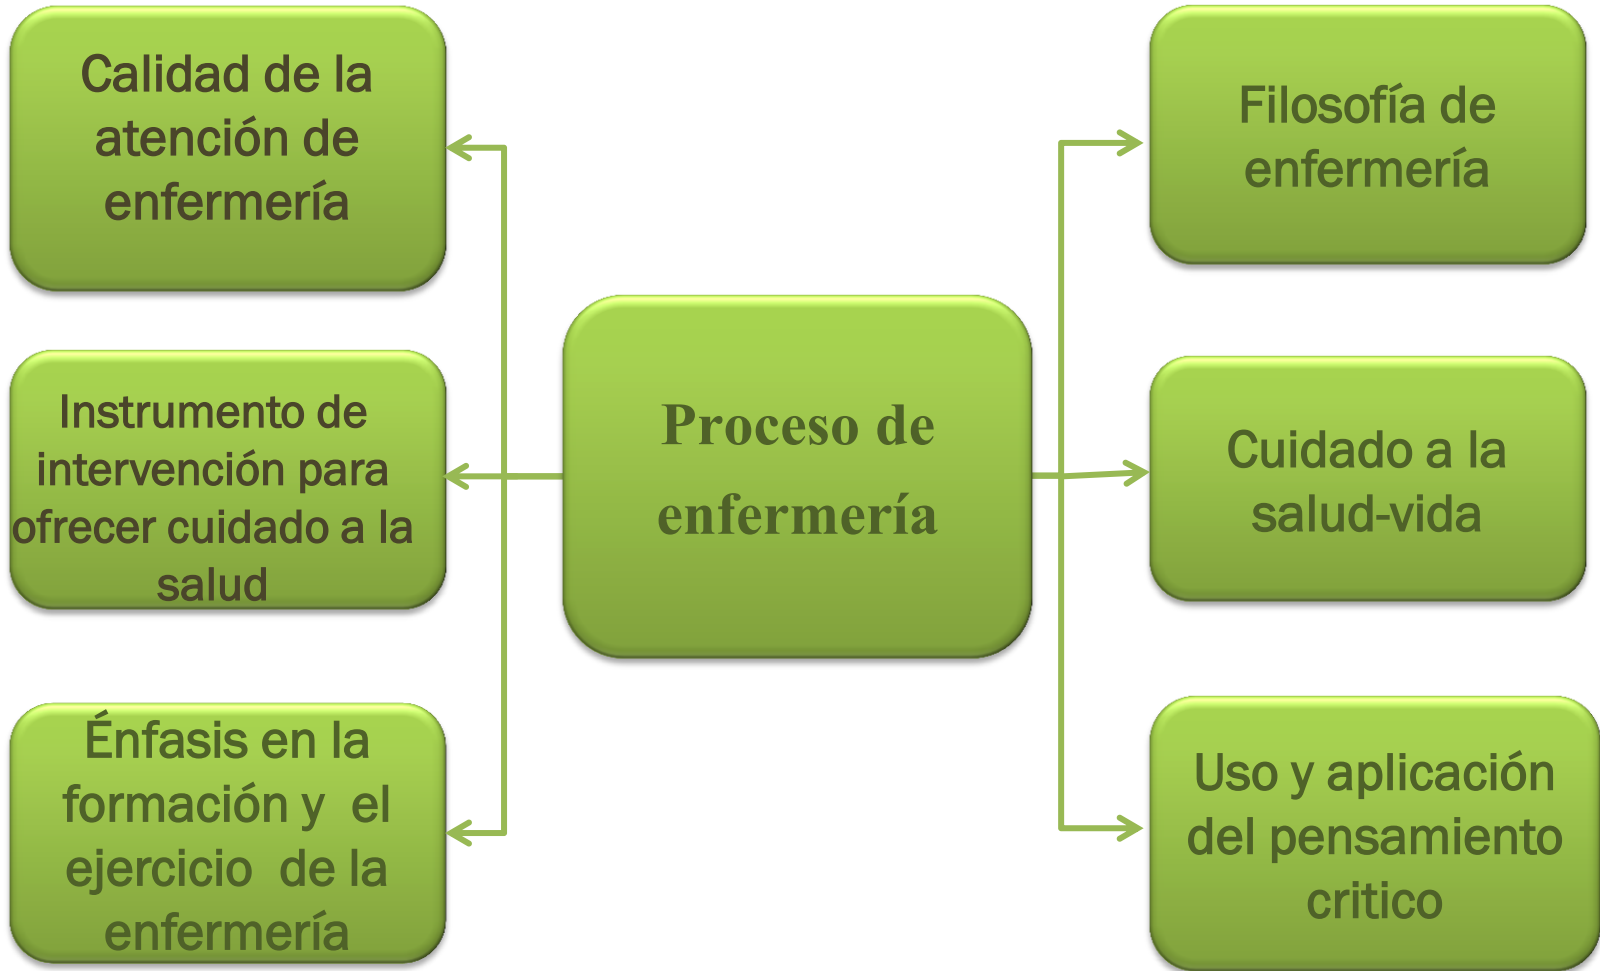 Calidad de la
atención de
enfermería
Instrumento de
intervención para
ofrecer cuidado a la
salud
Énfasis en la
formación y el
ejercicio de la
enfermería
Proceso de
enfermería
Filosofía de
enfermería
Cuidado a la
salud-vida
Uso y aplicación
del pensamiento
critico